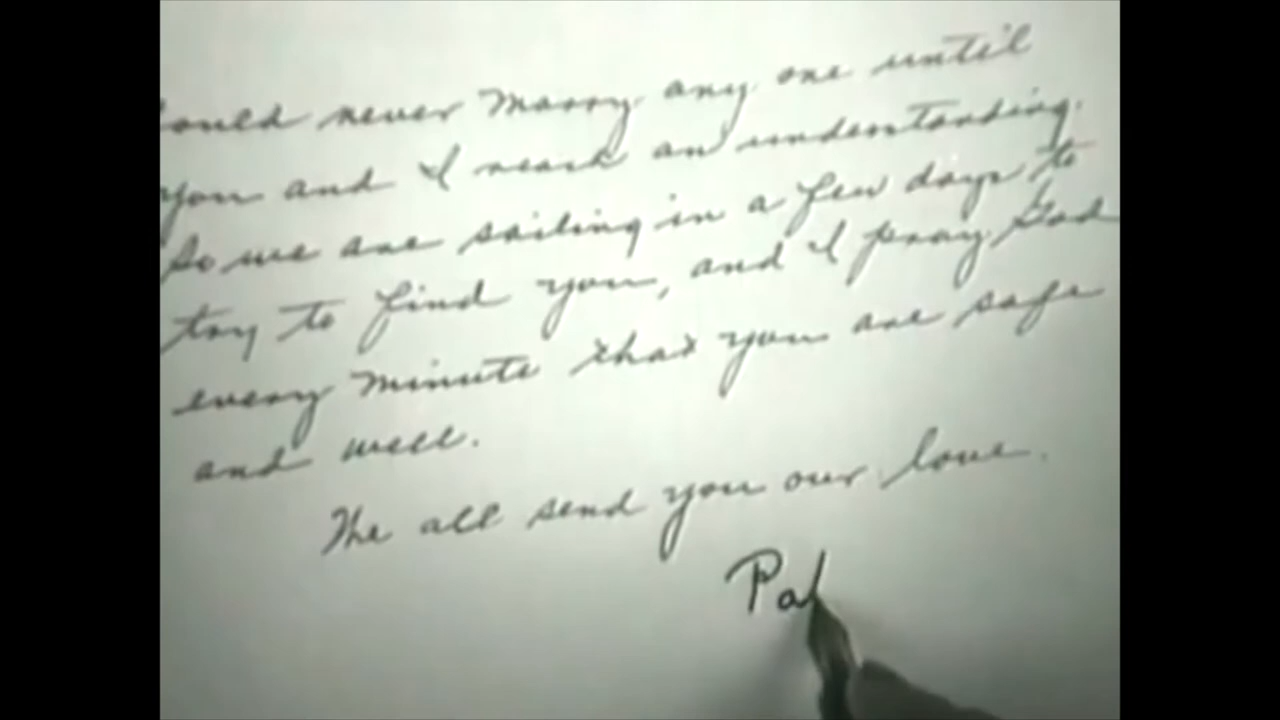 ould never marry any one until
you and I reach an understanding.
So we are sailing in a few days to
try to find you, and I pray God
every minute that you are safe
and well.
We all send you our love.
Pat